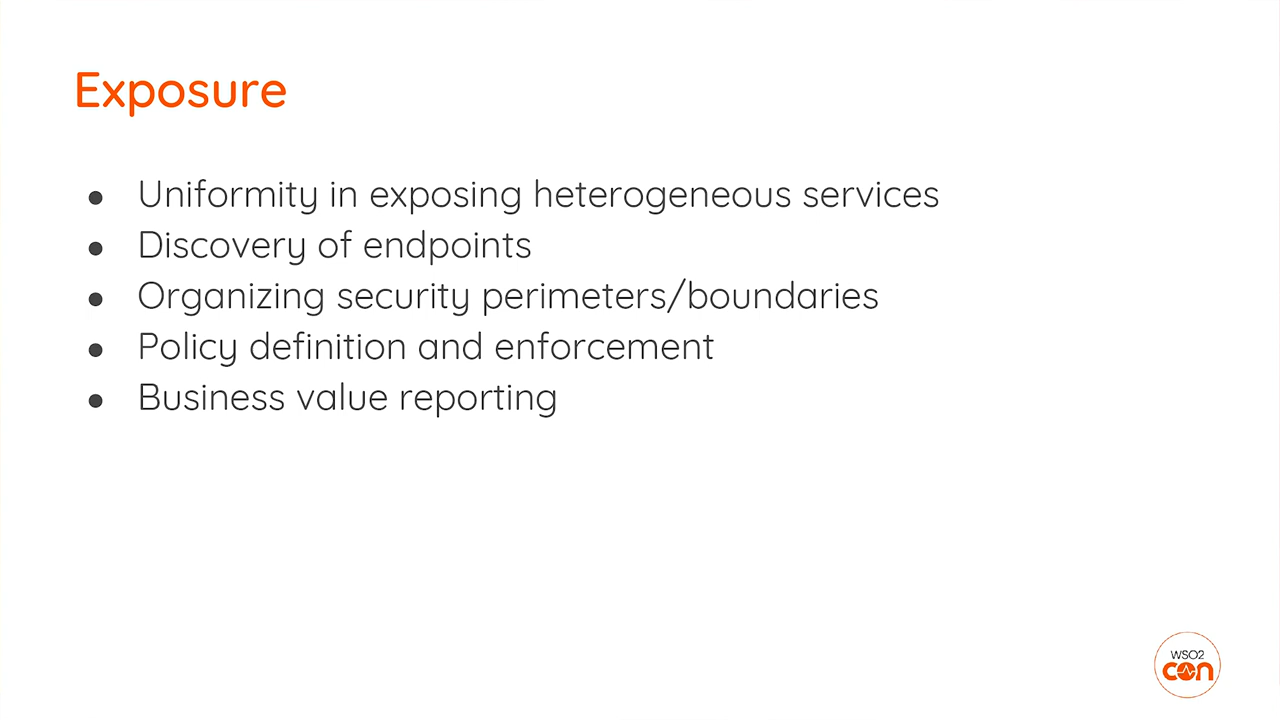 Exposure
● Uniformity in exposing heterogeneous services
● Discovery of endpoints
● Organizing security perimeters/boundaries
● Policy definition and enforcement
● Business value reporting
WSO2
con